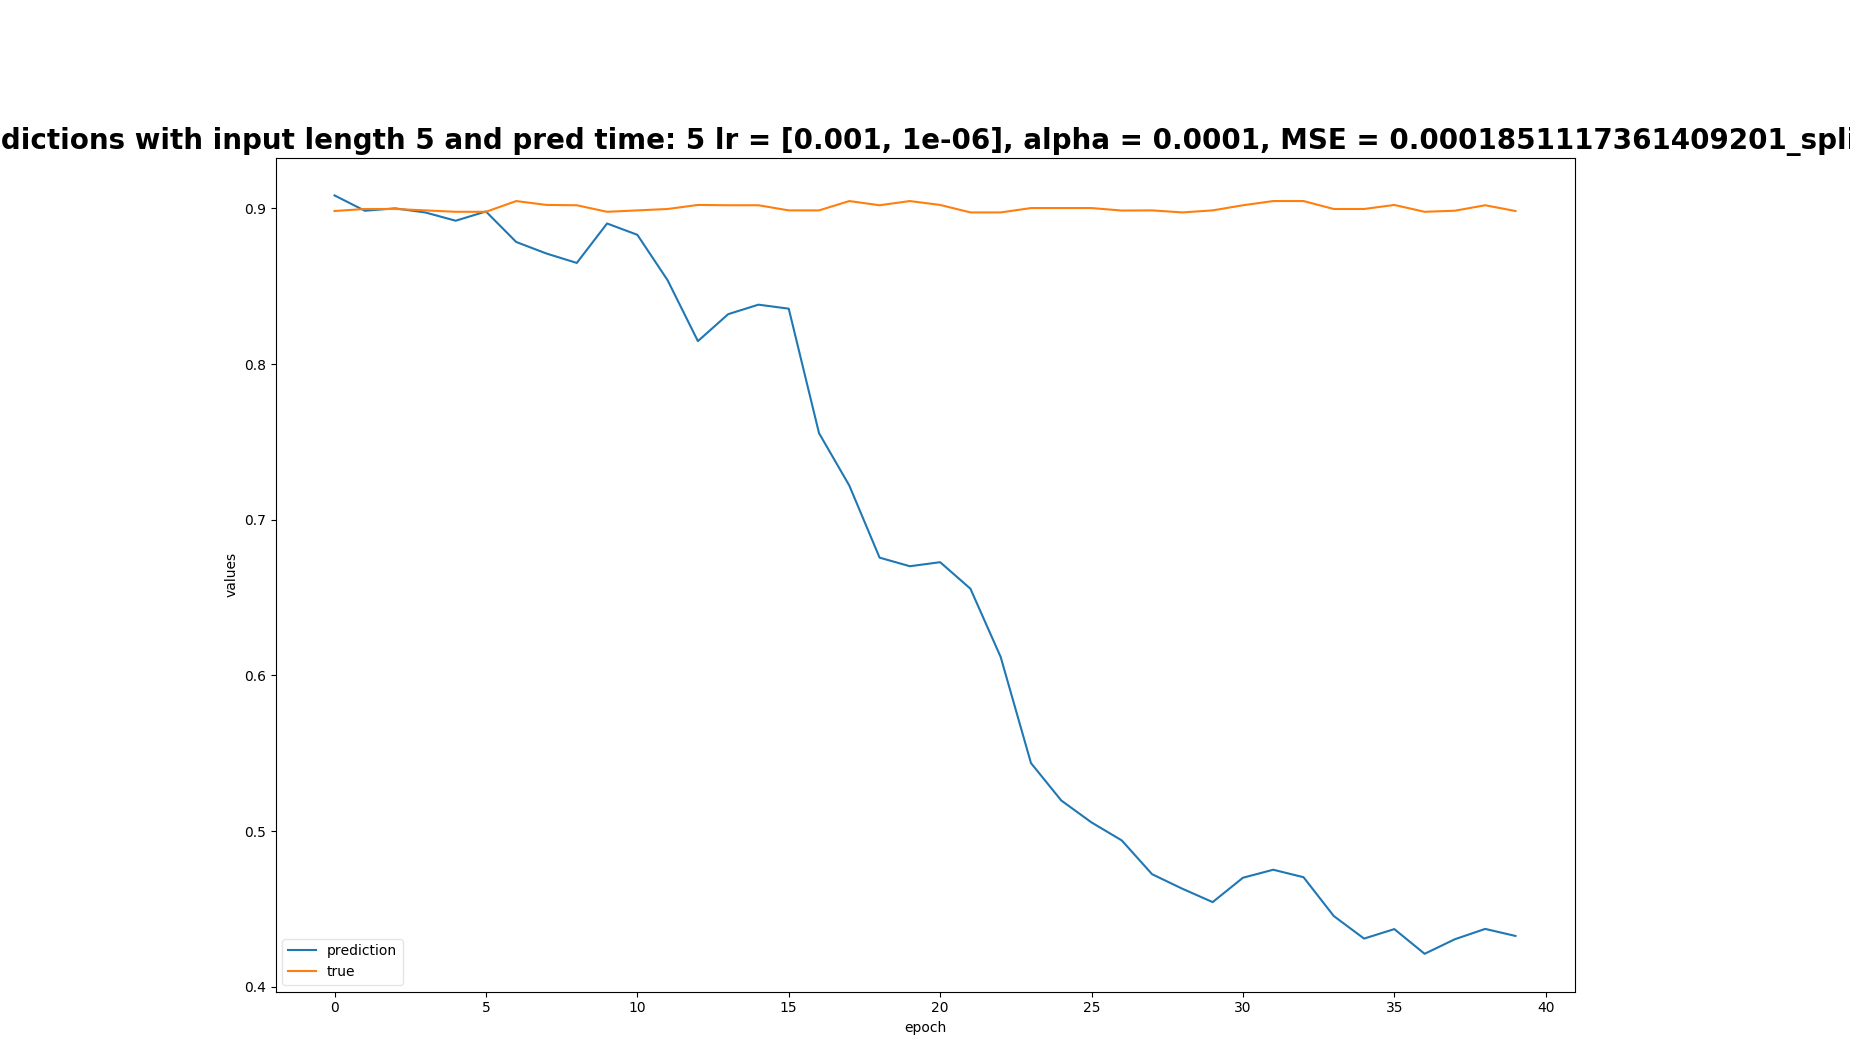 dictions with input length 5 and pred time: 5 lr = [0.001, 1e-06], alpha = 0.0001, MSE = 0.0001851117361409201_spli
0.9
0.8
0.7
0.6
0.5
0.4
values
prediction
true
0 5 10 15 20 25 30 35 40
epoch